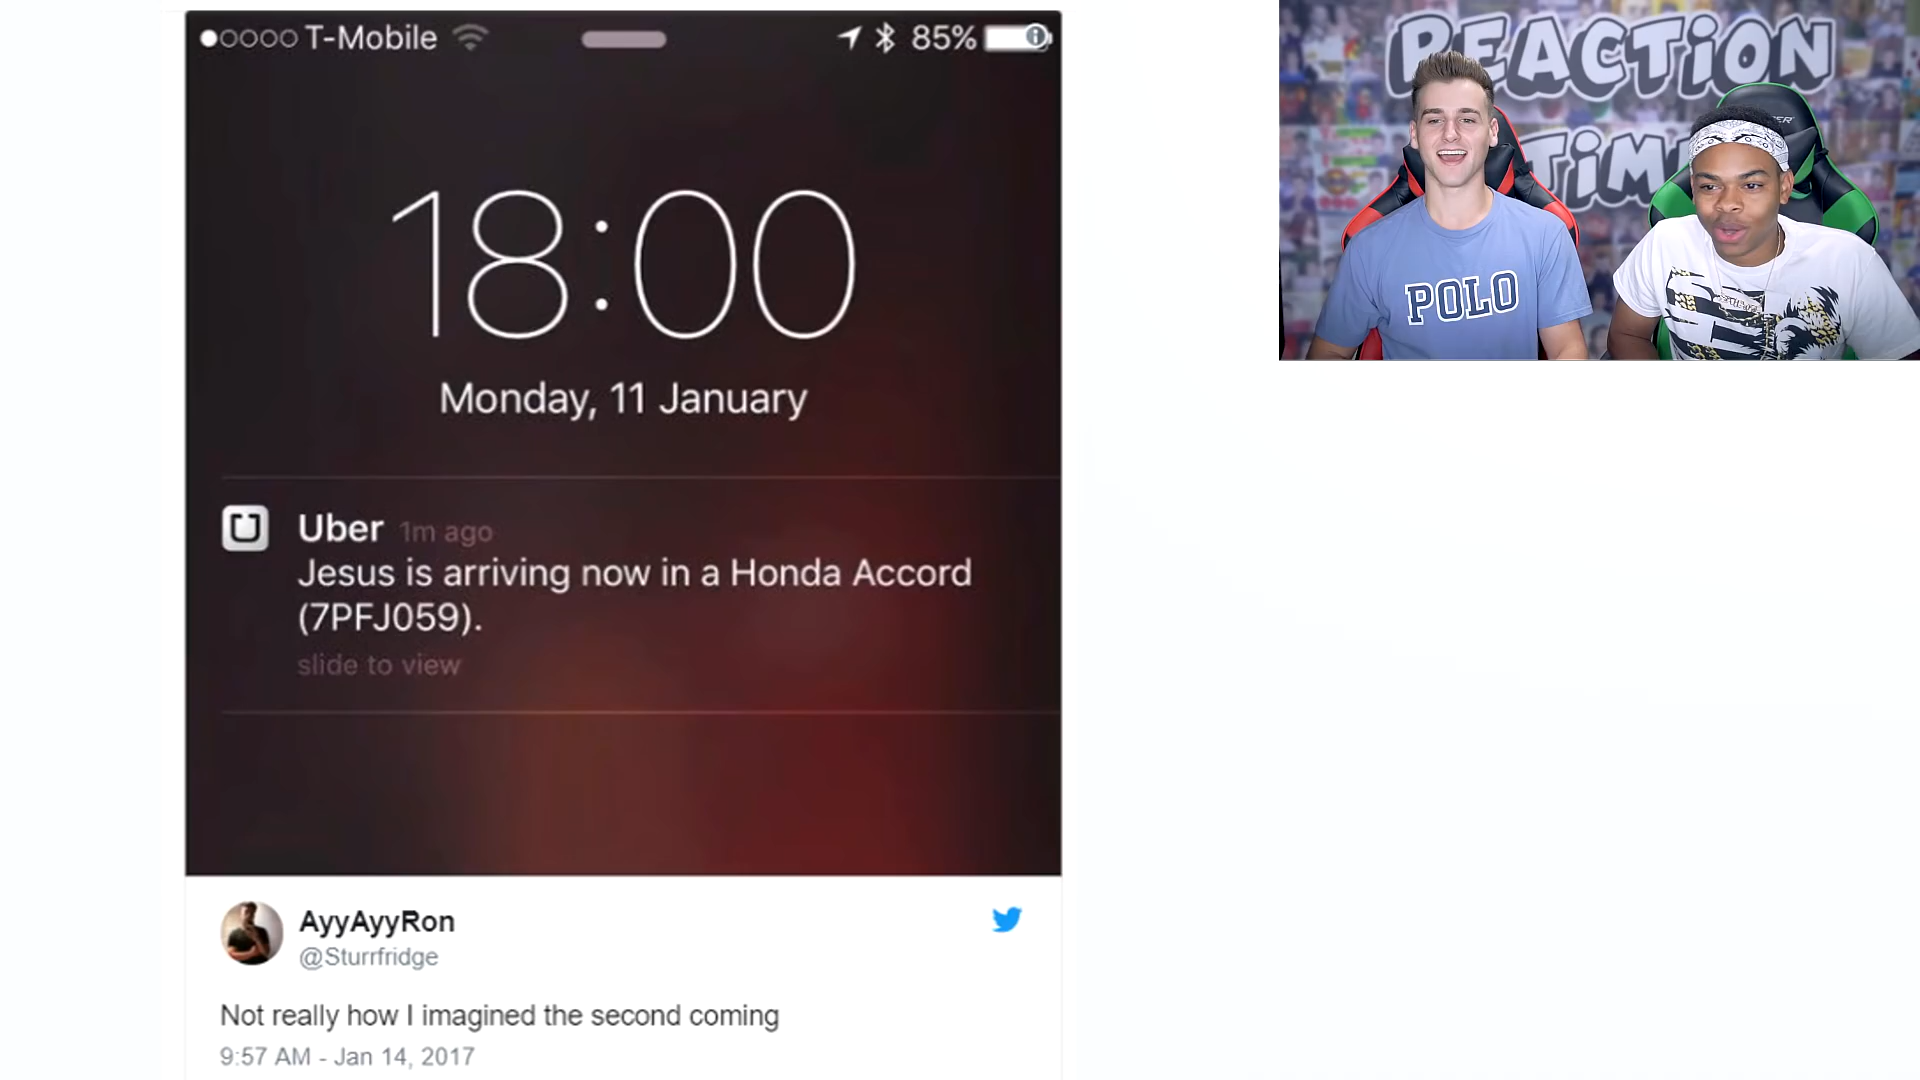 T-Mobile 85%
18:00
Monday, 11 January
Uber 1m ago
Jesus is arriving now in a Honda Accord
(7PFJ059).
slide to view
AyyAyyRon
@Sturrfridge
Not really how I imagined the second coming
9:57 AM - Jan 14, 2017
REACTiON
TiM
POLO